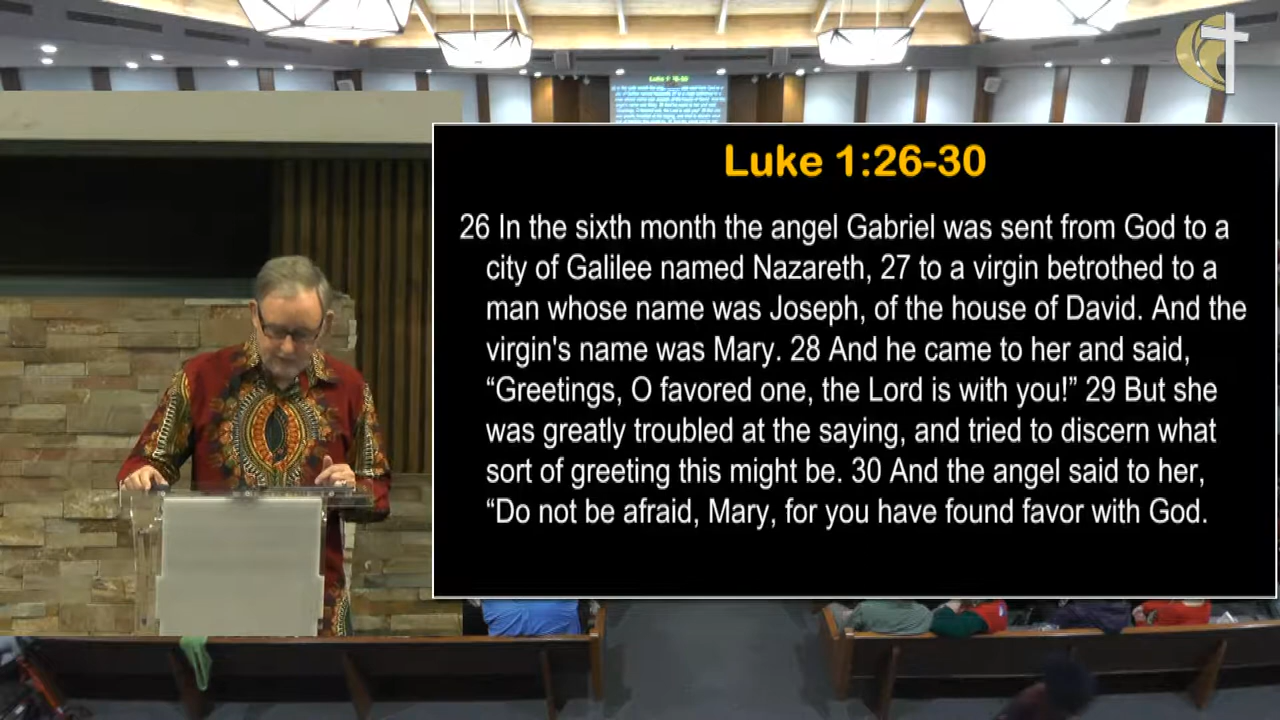 Luke 1:26-30
26 In the sixth month the angel Gabriel was sent from God to a
city of Galilee named Nazareth, 27 to a virgin betrothed to a
man whose name was Joseph, of the house of David. And the
virgin's name was Mary. 28 And he came to her and said,
“Greetings, O favored one, the Lord is with you!” 29 But she
was greatly troubled at the saying, and tried to discern what
sort of greeting this might be. 30 And the angel said to her,
“Do not be afraid, Mary, for you have found favor with God.